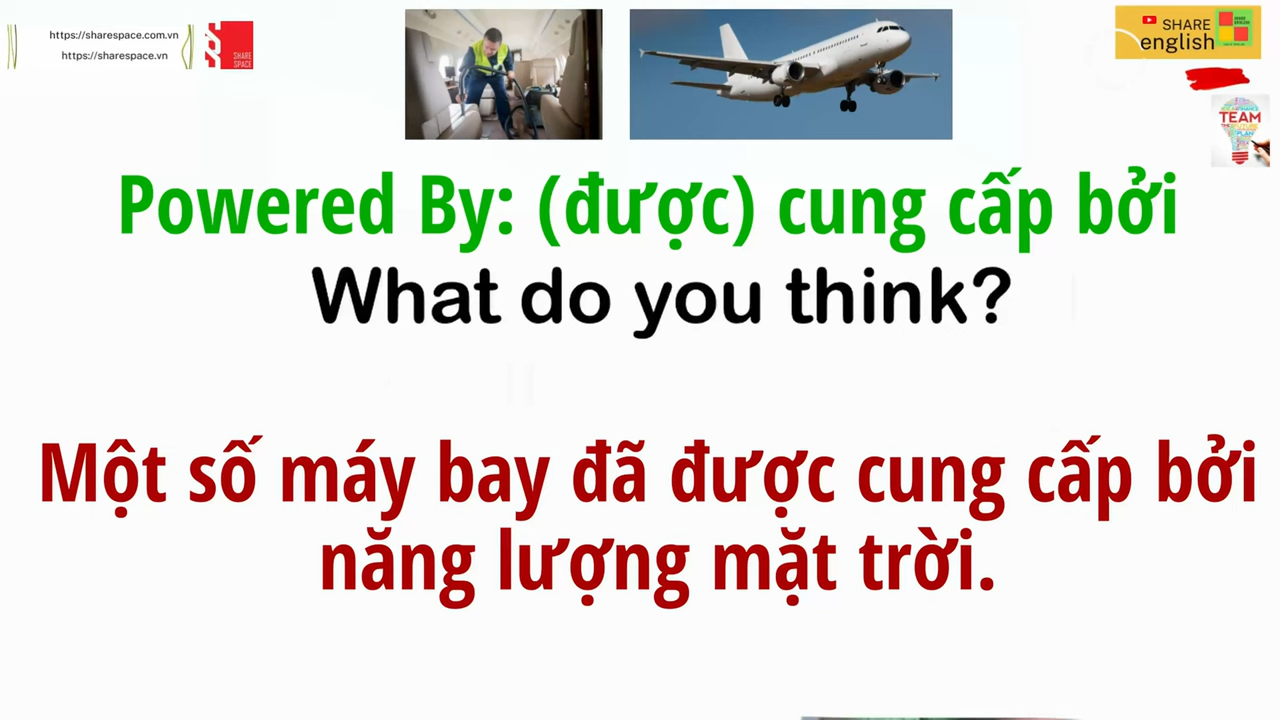 https://sharespace.com.vn
https://sharespace.vn
SHARE
SPACE
SHARE
english
TEAM
PLAN
Powered By: (được) cung cấp bởi
What do you think?
Một số máy bay đã được cung cấp bởi
năng lượng mặt trời.